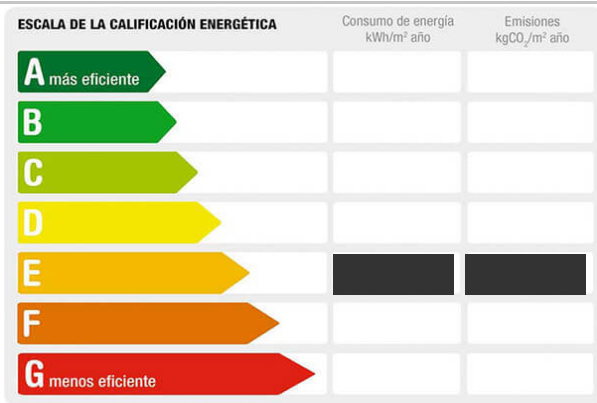 ESCALA DE LA CALIFICACIÓN ENERGÉTICA
Consumo de energía
kWh/m² año
Emisiones
kgCO₂/m² año
A más eficiente
B
C
D
E
F
G menos eficiente